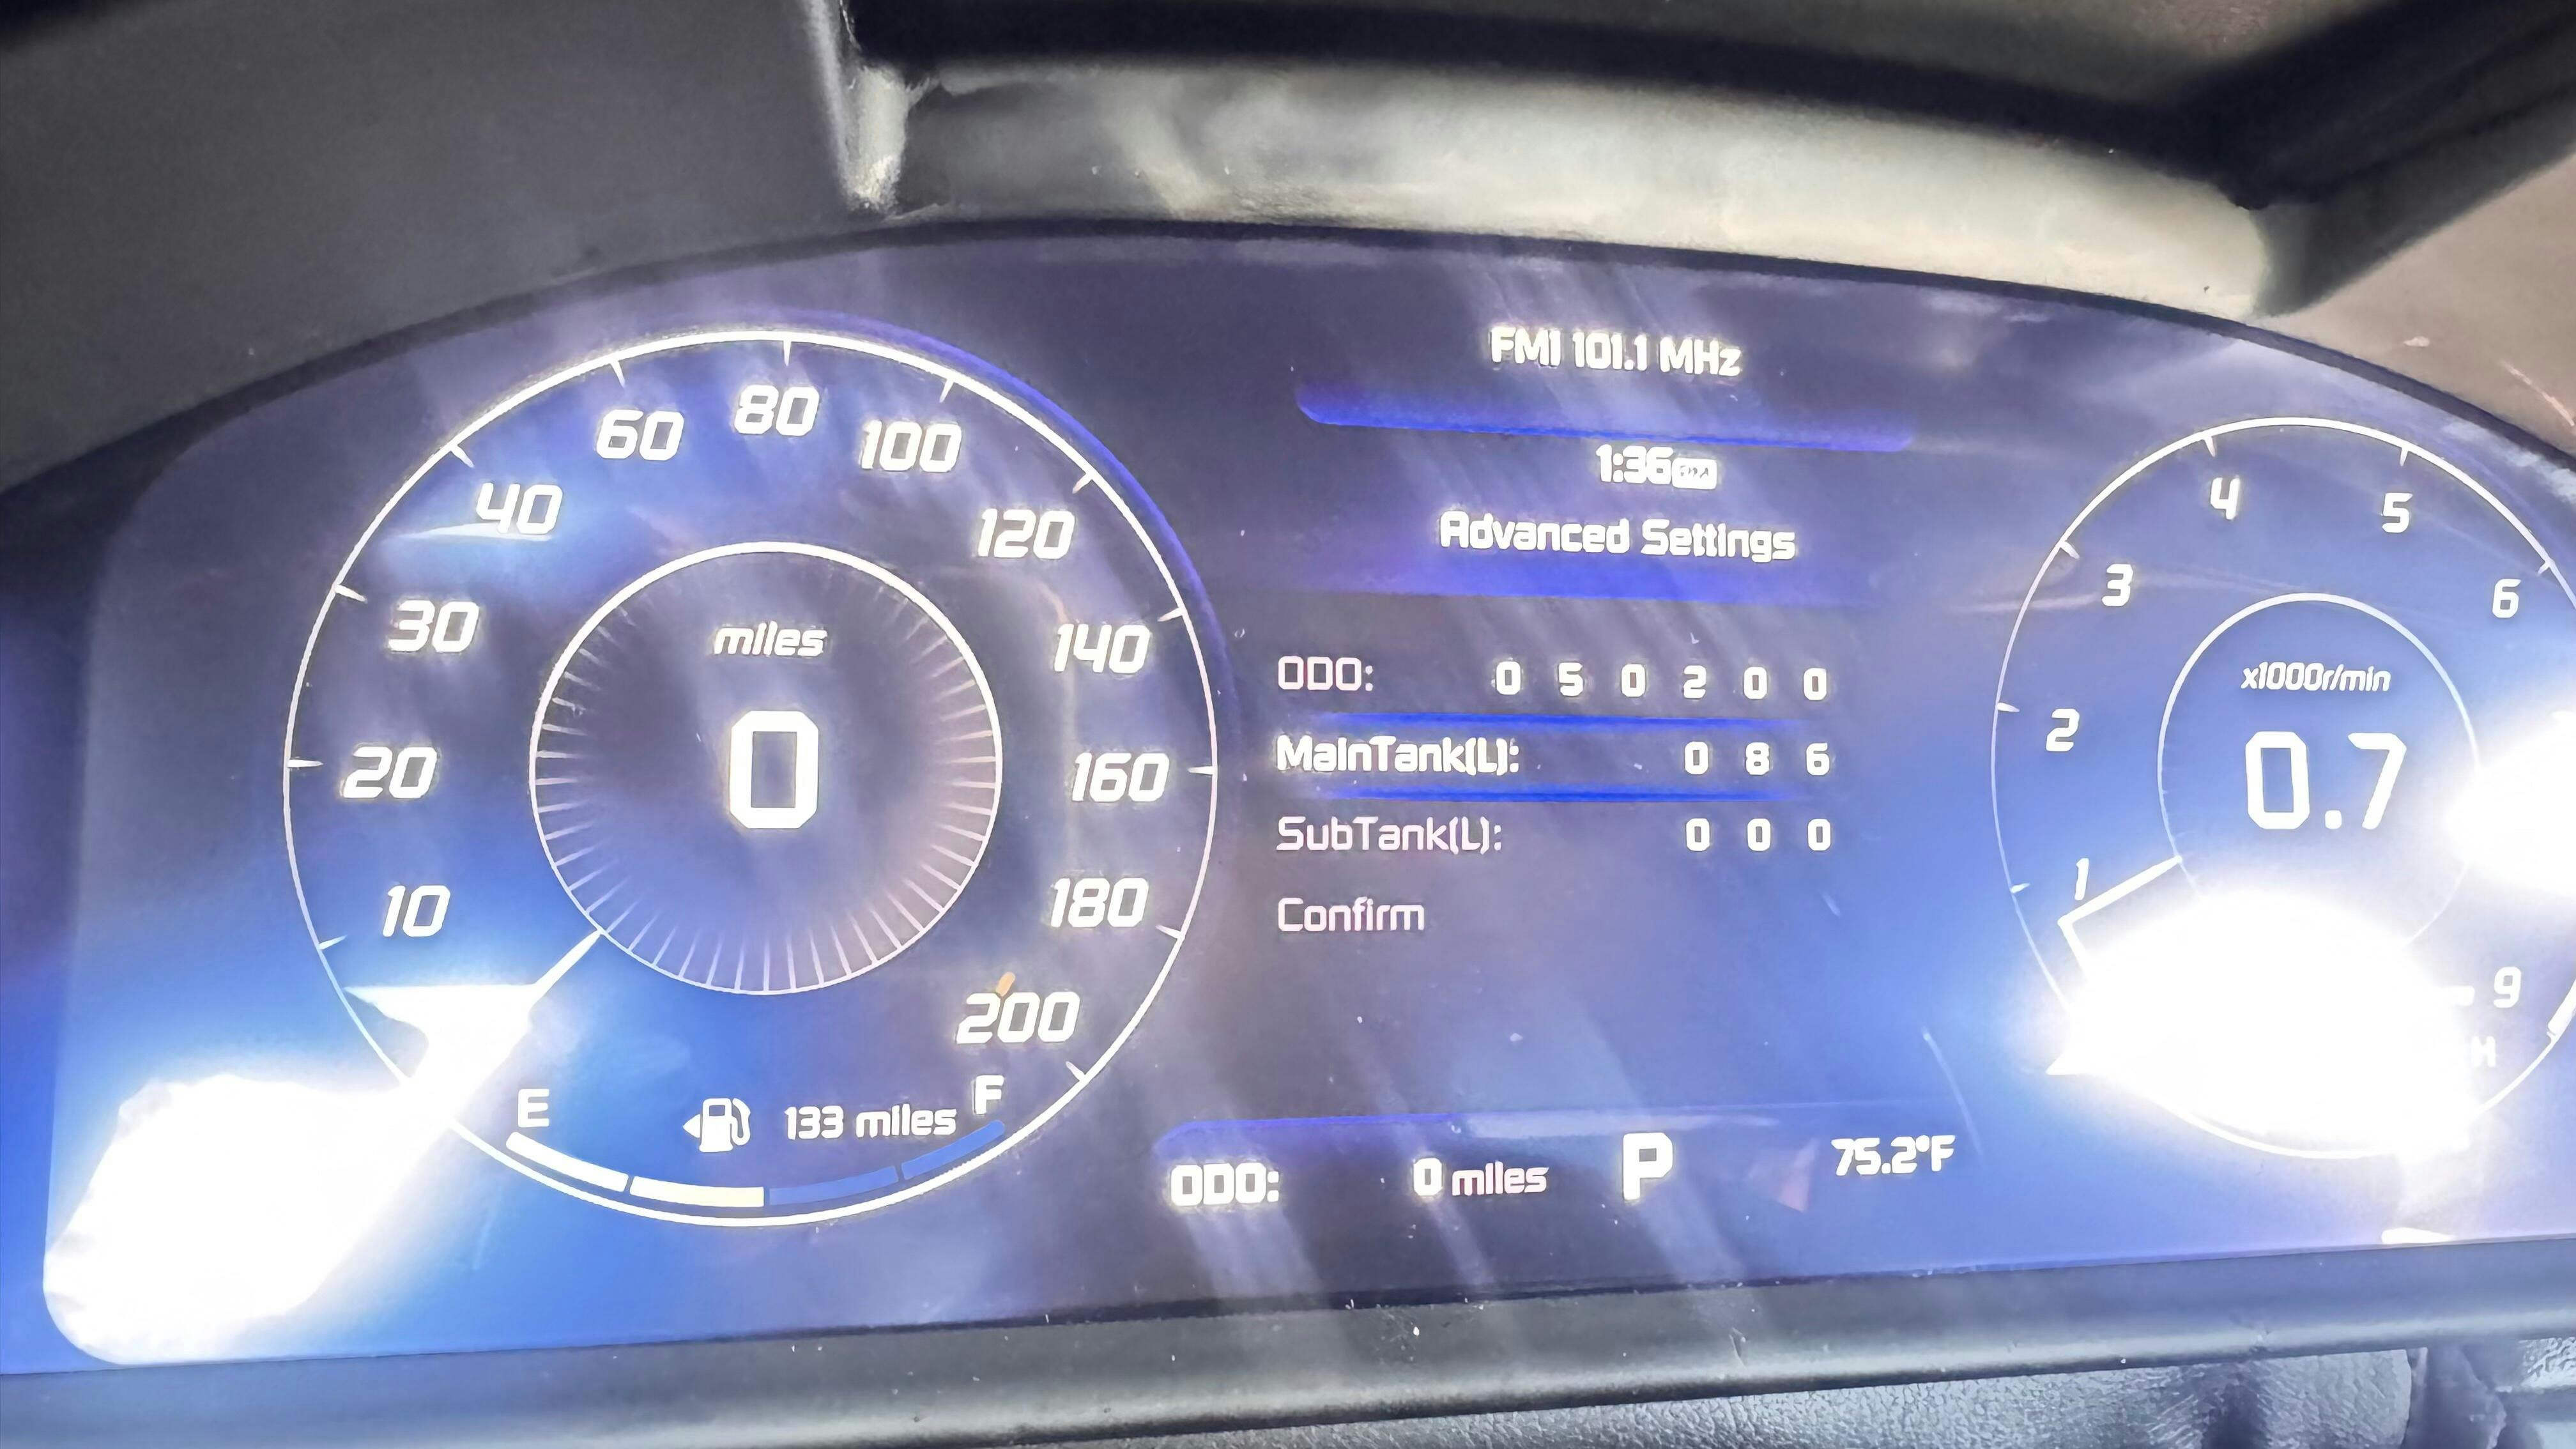 FM1 101.1 MHz
1:36
Advanced Settings
ODO: 0 5 0 2 0 0
MainTank(L): 0 8 6
SubTank(L): 0 0 0
Confirm
10
20
30
40
60
80
100
120
140
160
180
200
miles
0
E
133 miles
F
ODO: 0 miles
P
75.2°F
1
2
3
4
5
6
9
x1000r/min
0.7
H